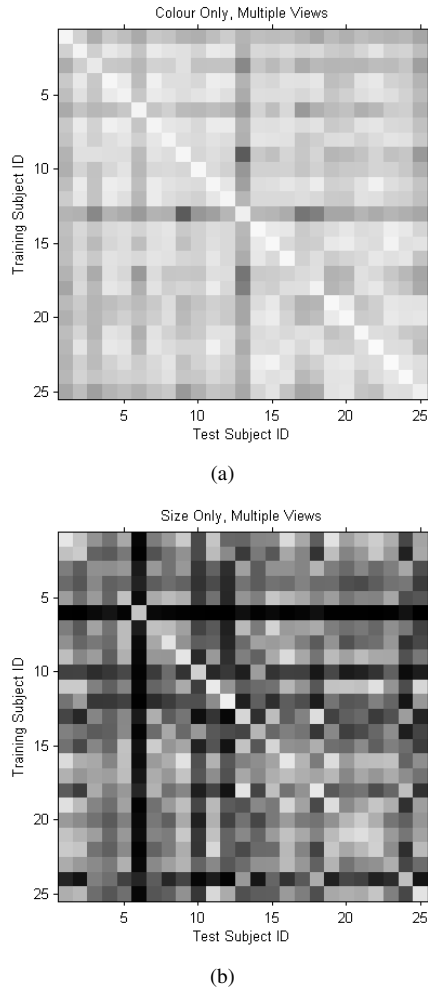 Colour Only, Multiple Views
Training Subject ID
5
10
15
20
25
5 10 15 20 25
Test Subject ID
(a)
Size Only, Multiple Views
Training Subject ID
5
10
15
20
25
5 10 15 20 25
Test Subject ID
(b)